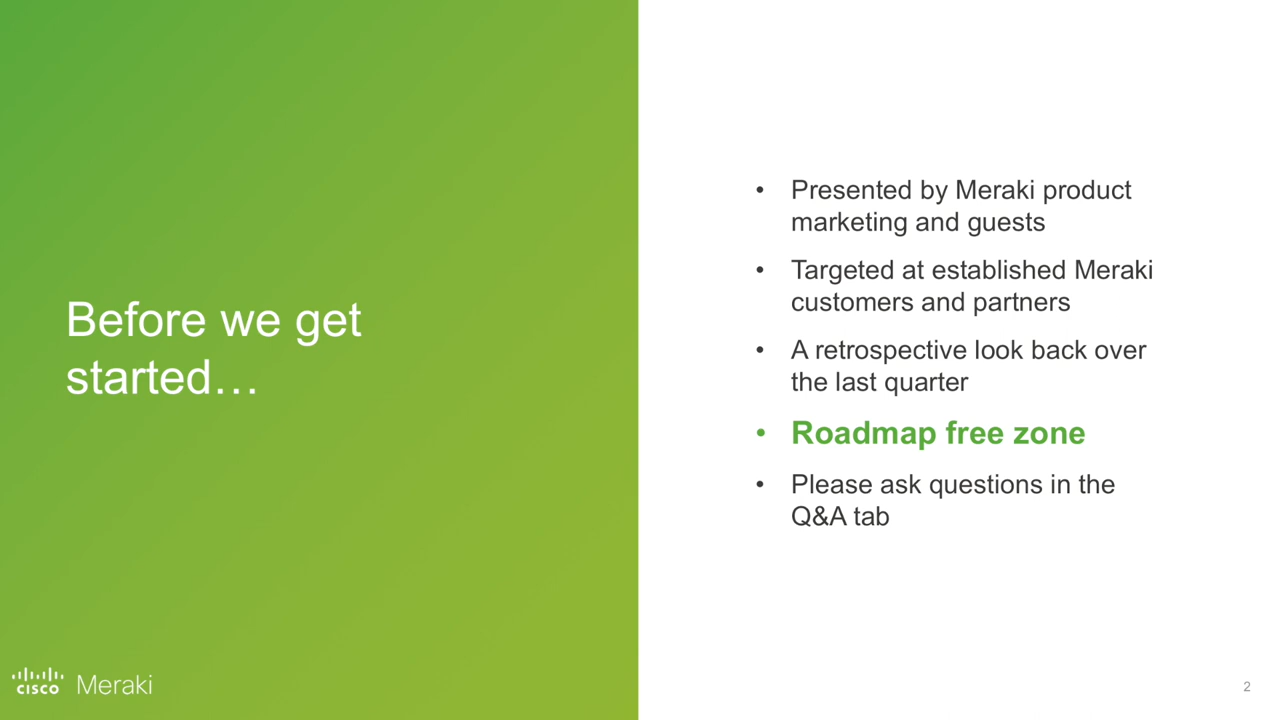 Before we get
started…
• Presented by Meraki product
marketing and guests
• Targeted at established Meraki
customers and partners
• A retrospective look back over
the last quarter
• Roadmap free zone
• Please ask questions in the
Q&A tab
CISCO Meraki
2